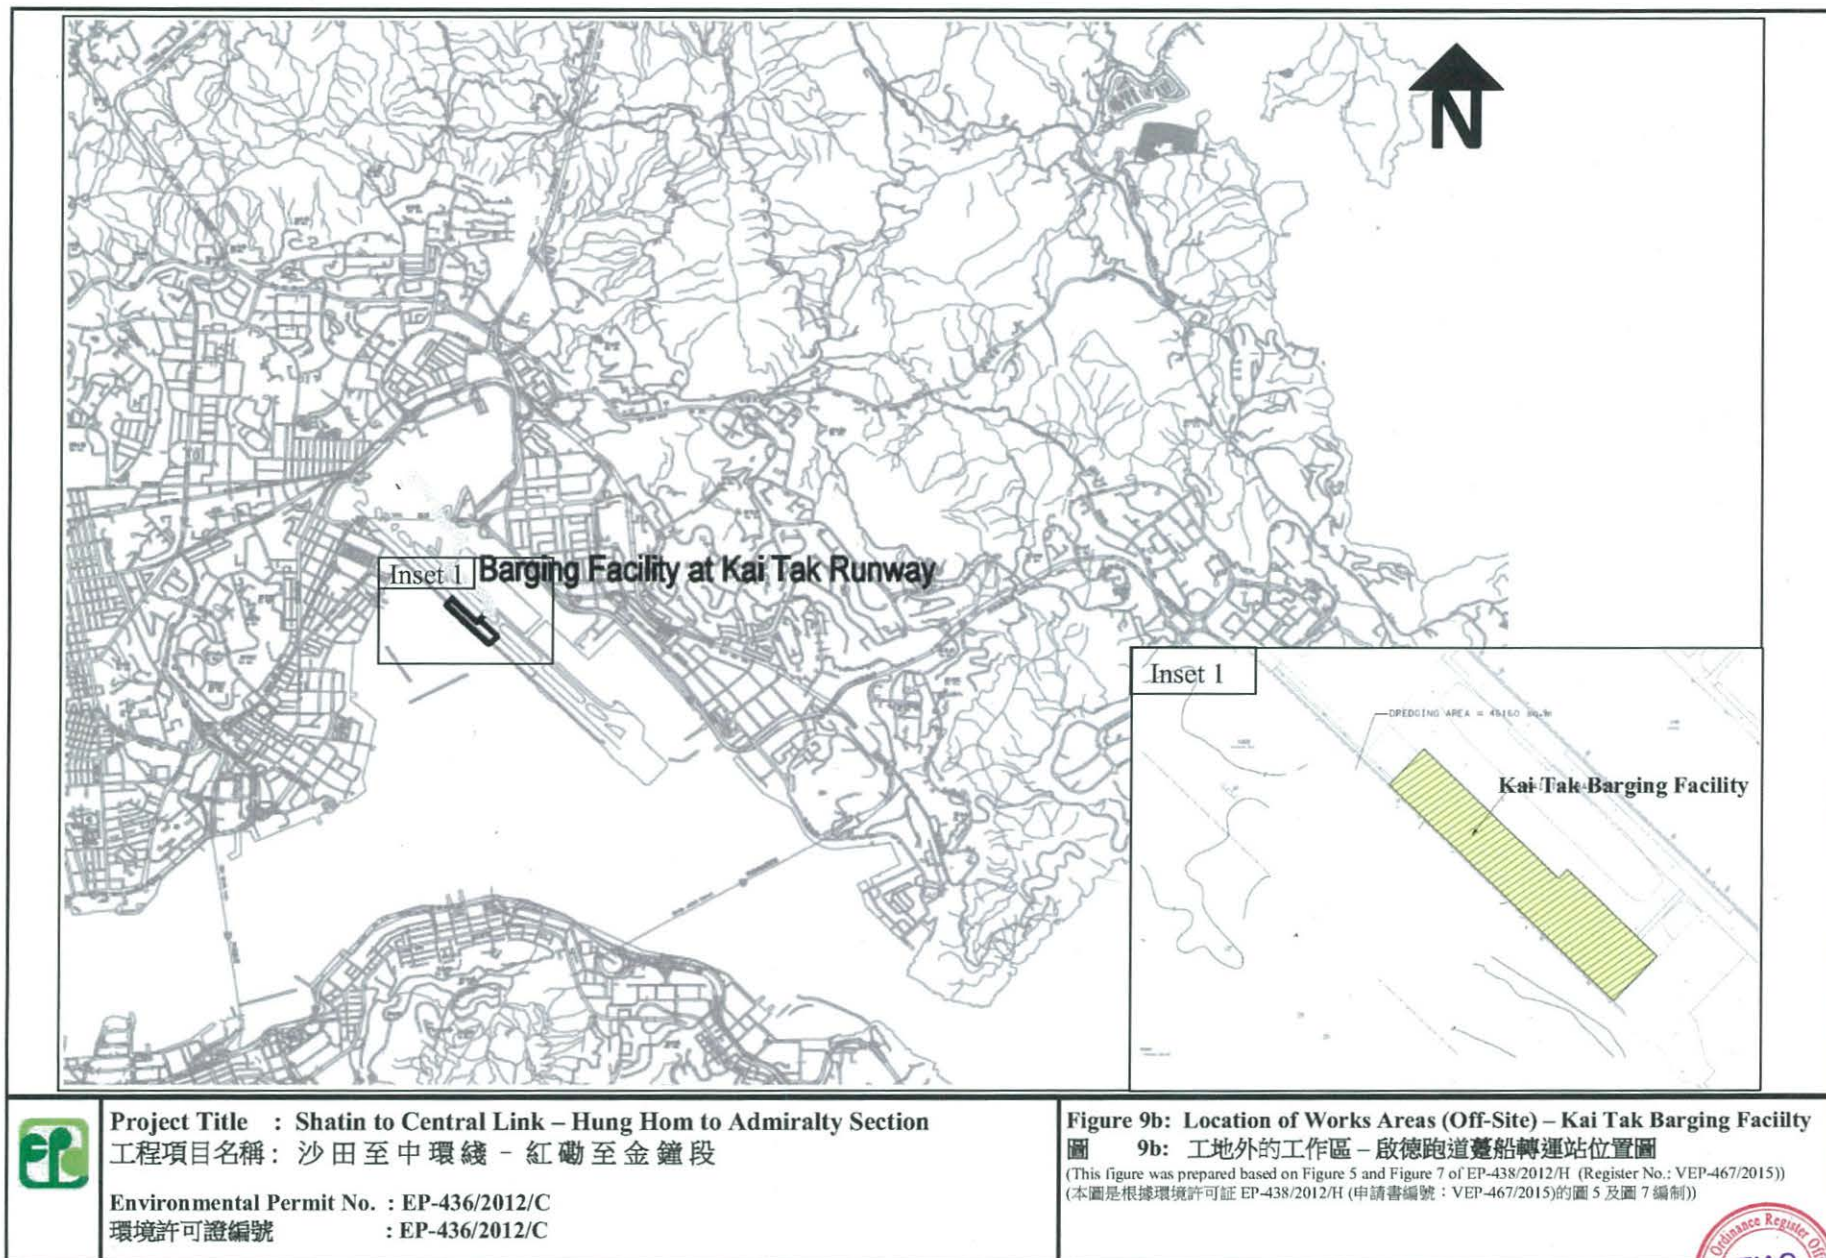 N
Inset 1
Barging Facility at Kai Tak Runway
Inset 1
DREDGING AREA = 46160 sq.m
Kai Tak Barging Facility
Project Title : Shatin to Central Link – Hung Hom to Admiralty Section
工程項目名稱 : 沙田至中環綫 - 紅磡至金鐘段
Environmental Permit No. : EP-436/2012/C
環境許可證編號 : EP-436/2012/C
Figure 9b: Location of Works Areas (Off-Site) – Kai Tak Barging Faciilty
圖 9b: 工地外的工作區 – 啟德跑道躉船轉運站位置圖
(This figure was prepared based on Figure 5 and Figure 7 of EP-438/2012/H (Register No.: VEP-467/2015))
(本圖是根據環境許可証 EP-438/2012/H (申請書編號：VEP-467/2015)的圖 5 及圖 7 編制))
Ordinance Register